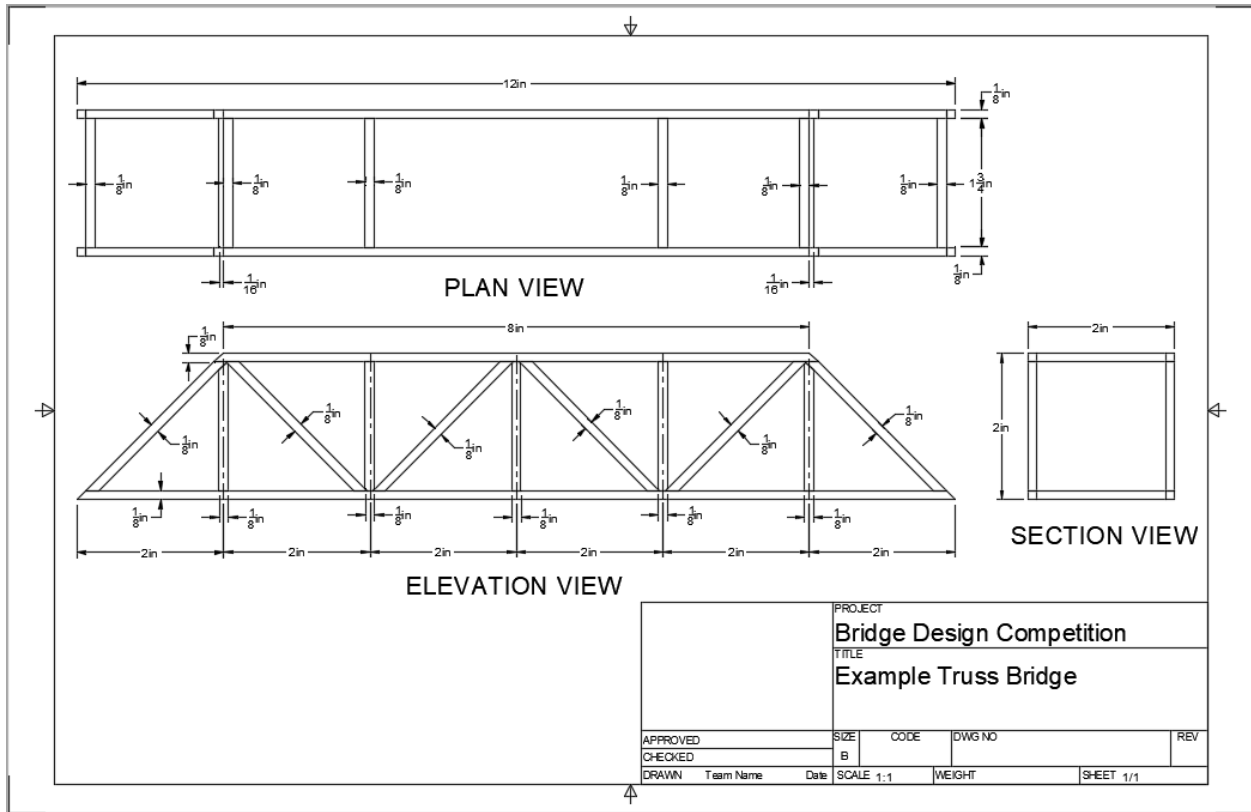 12in
1/8in
1/8in
1/8in
1/8in
1/8in
1/8in
1/8in
1 3/4in
1/8in
1/16in
1/16in
PLAN VIEW
1/8in
8in
2in
1/8in
1/8in
1/8in
1/8in
1/8in
1/8in
1/8in
1/8in
2in
1/8in
1/8in
1/8in
1/8in
1/8in
1/8in
2in
2in
2in
2in
2in
2in
SECTION VIEW
ELEVATION VIEW
PROJECT
Bridge Design Competition
TITLE
Example Truss Bridge
APPROVED
SIZE
CODE
DWG NO
REV
CHECKED
B
DRAWN Team Name Date
SCALE 1:1
WEIGHT
SHEET 1/1